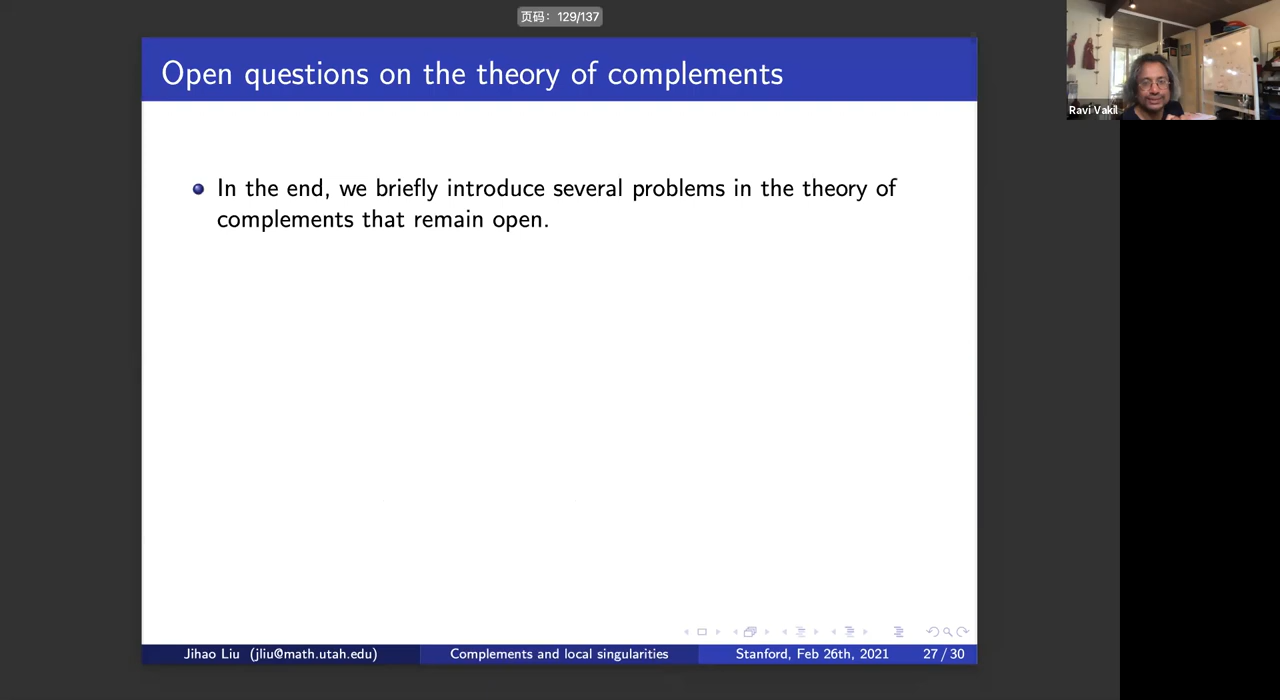 页码：129/137
Open questions on the theory of complements
Ravi Vakil
In the end, we briefly introduce several problems in the theory of
complements that remain open.
Jihao Liu (jliu@math.utah.edu)
Complements and local singularities
Stanford, Feb 26th, 2021
27 / 30